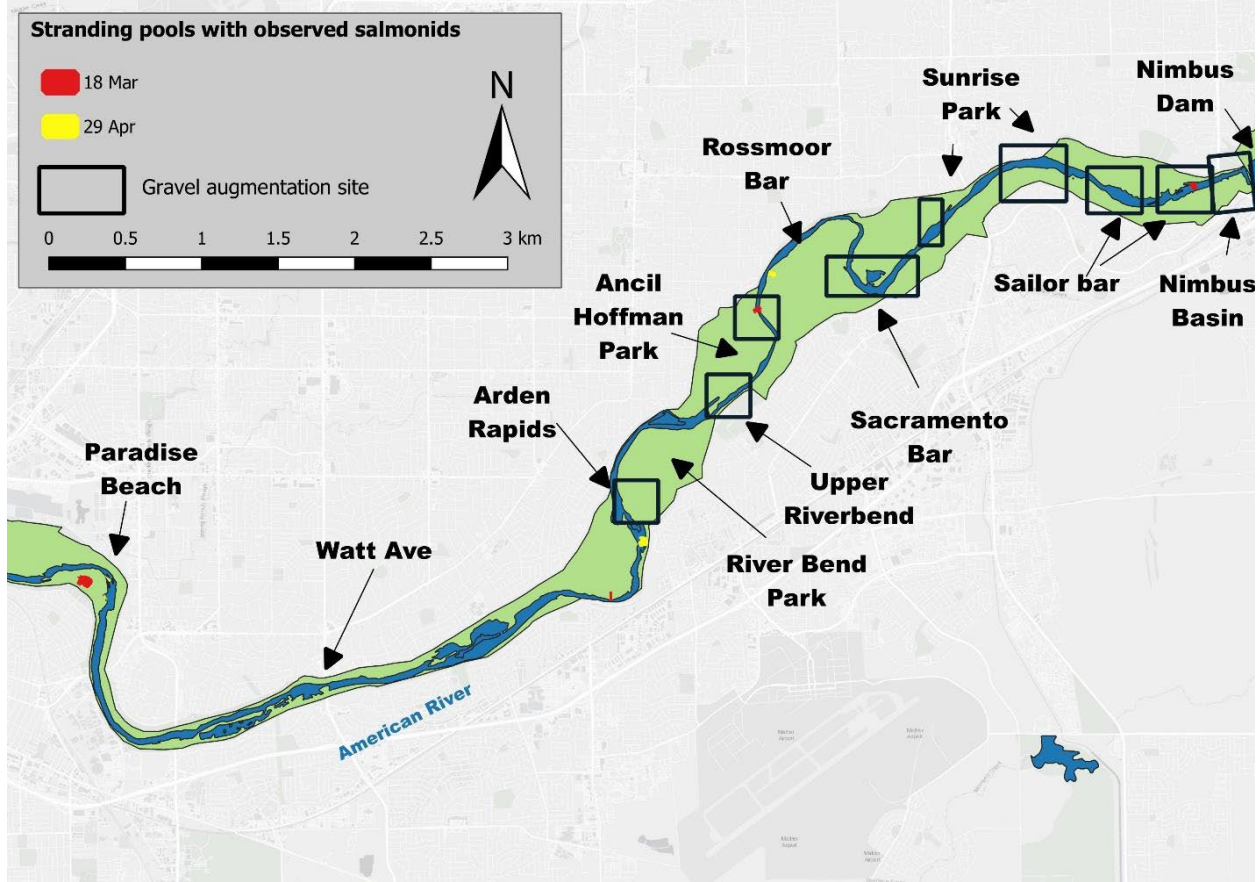 Stranding pools with observed salmonids
18 Mar
29 Apr
Gravel augmentation site
0 0.5 1 1.5 2 2.5 3 km
N
Sunrise
Park
Nimbus
Dam
Rossmoor
Bar
Ancil
Hoffman
Park
Sailor bar
Nimbus
Basin
Arden
Rapids
Sacramento
Bar
Paradise
Beach
Upper
Riverbend
Watt Ave
River Bend
Park
American River